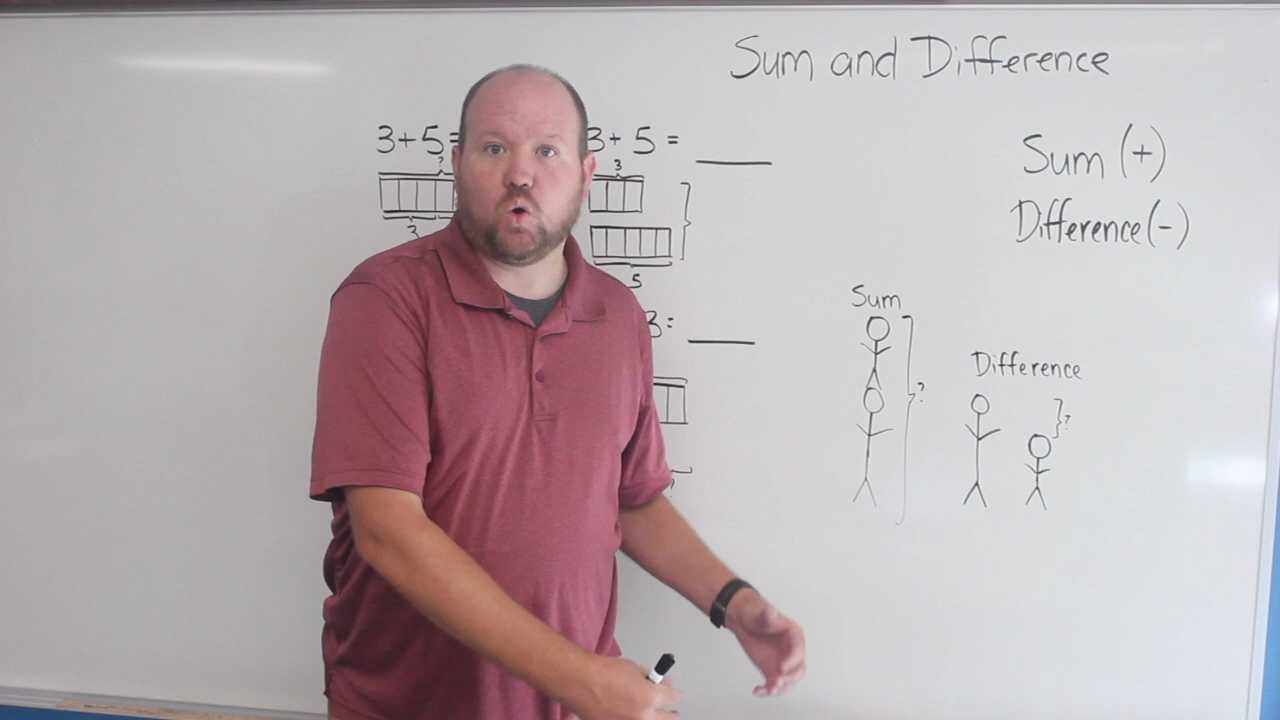 Sum and Difference
3+5=
?
3
3+5= ____
3
5
3= ____
?
Sum (+)
Difference (-)
Sum
?
Difference
?